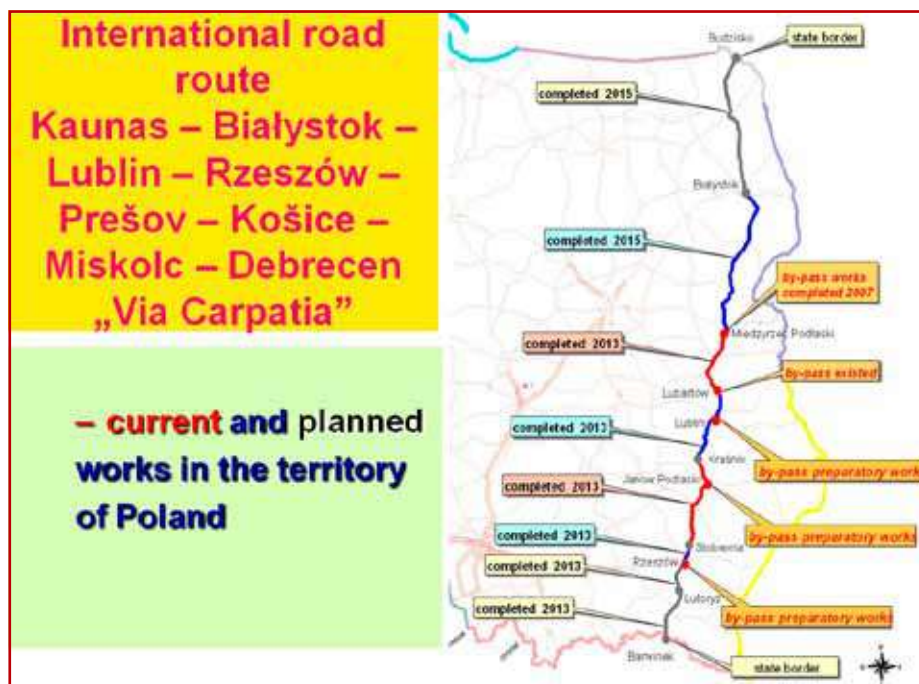 International road
route
Kaunas – Białystok –
Lublin – Rzeszów –
Prešov – Košice –
Miskolc – Debrecen
„Via Carpatia”
– current and planned
works in the territory
of Poland
Budzisko
state border
completed 2015
Białystok
completed 2015
by-pass works
completed 2007
Międzyrzec Podlaski
completed 2013
by-pass existed
Lubartów
Lublin
completed 2013
Kraśnik
by-pass preparatory work
Janów Podlaski
completed 2013
by-pass preparatory works
completed 2013
Stobierna
Rzeszów
completed 2013
Lutoryż
by-pass preparatory works
completed 2013
Barwinek
state border